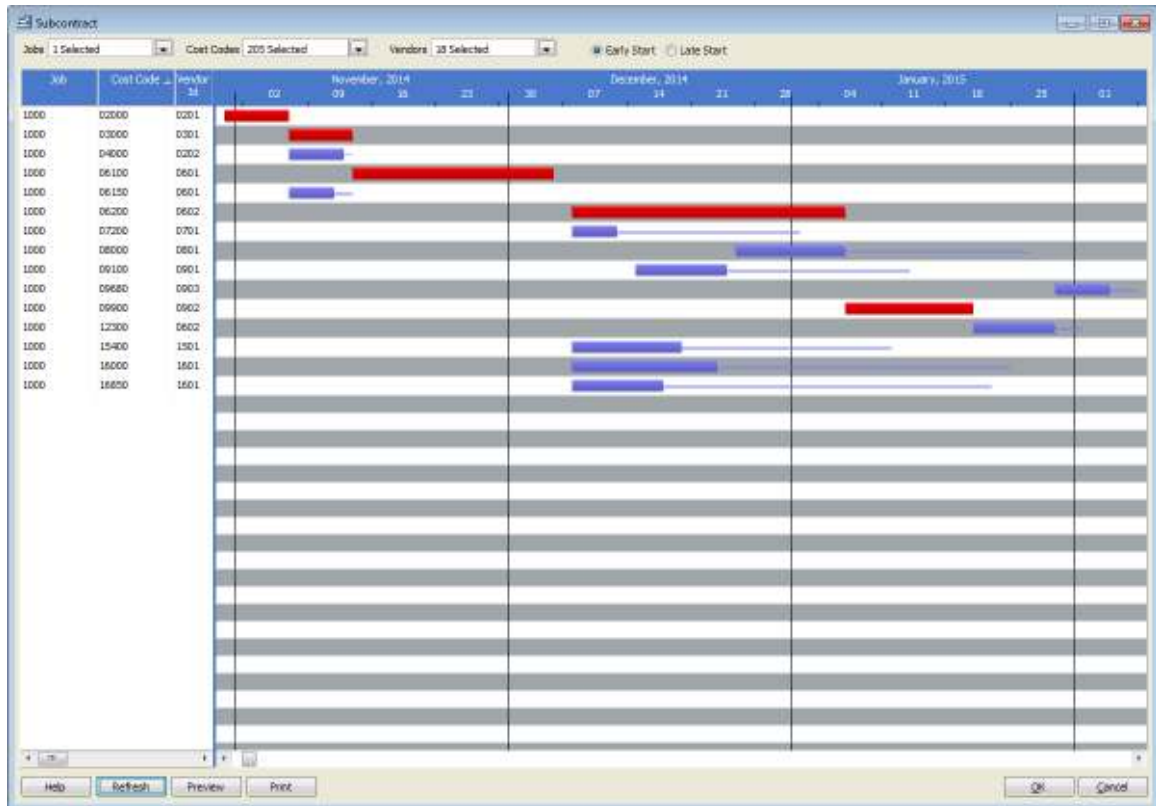 Subcontract
Jobs 1 Selected Cost Codes 205 Selected Vendors 18 Selected Early Start Late Start
Job Cost Code Vendor Id November, 2014 December, 2014 January, 2015
02 09 16 23 30 07 14 21 28 04 11 18 25 01
1000 02000 0201
1000 03000 0301
1000 04000 0202
1000 06100 0601
1000 06150 0601
1000 06200 0602
1000 07200 0701
1000 08000 0801
1000 09100 0901
1000 09680 0903
1000 09900 0902
1000 12300 0602
1000 15400 1501
1000 16000 1601
1000 16850 1601
Help Refresh Preview Print OK Cancel